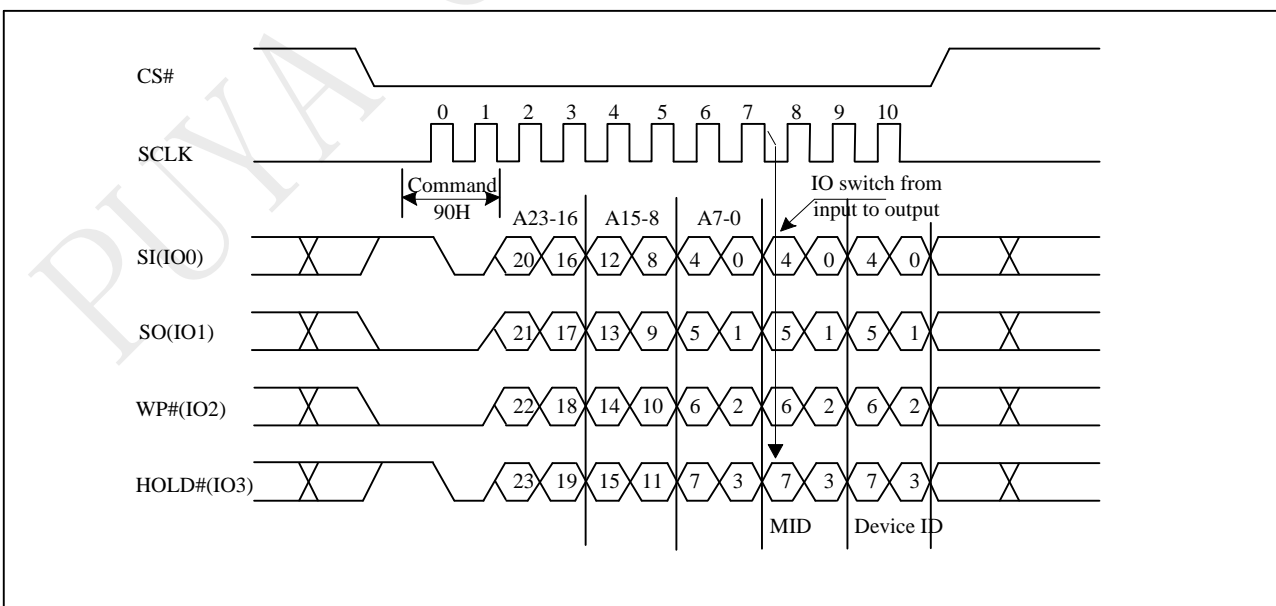 PUYA
CS#
0 1 2 3 4 5 6 7 8 9 10
SCLK
Command
90H
IO switch from
input to output
A23-16 A15-8 A7-0
SI(IO0) 20 16 12 8 4 0 4 0 4 0
SO(IO1) 21 17 13 9 5 1 5 1 5 1
WP#(IO2) 22 18 14 10 6 2 6 2 6 2
HOLD#(IO3) 23 19 15 11 7 3 7 3 7 3
MID Device ID